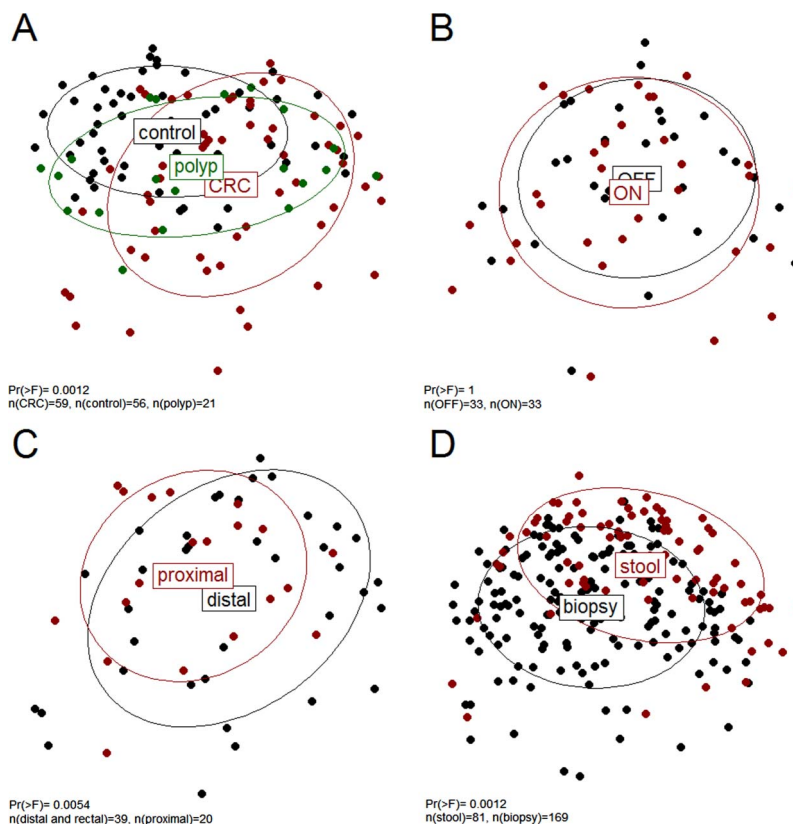 A
control
polyp
CRC
Pr(>F)= 0.0012
n(CRC)=59, n(control)=56, n(polyp)=21
B
OFF
ON
Pr(>F)= 1
n(OFF)=33, n(ON)=33
C
proximal
distal
Pr(>F)= 0.0054
n(distal and rectal)=39, n(proximal)=20
D
stool
biopsy
Pr(>F)= 0.0012
n(stool)=81, n(biopsy)=169